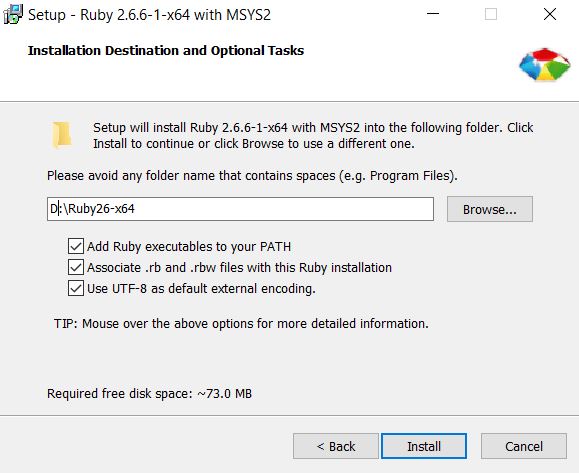 Setup - Ruby 2.6.6-1-x64 with MSYS2
Installation Destination and Optional Tasks
Setup will install Ruby 2.6.6-1-x64 with MSYS2 into the following folder. Click
Install to continue or click Browse to use a different one.
Please avoid any folder name that contains spaces (e.g. Program Files).
D:\Ruby26-x64
Browse...
Add Ruby executables to your PATH
Associate .rb and .rbw files with this Ruby installation
Use UTF-8 as default external encoding.
TIP: Mouse over the above options for more detailed information.
Required free disk space: ~73.0 MB
< Back
Install
Cancel